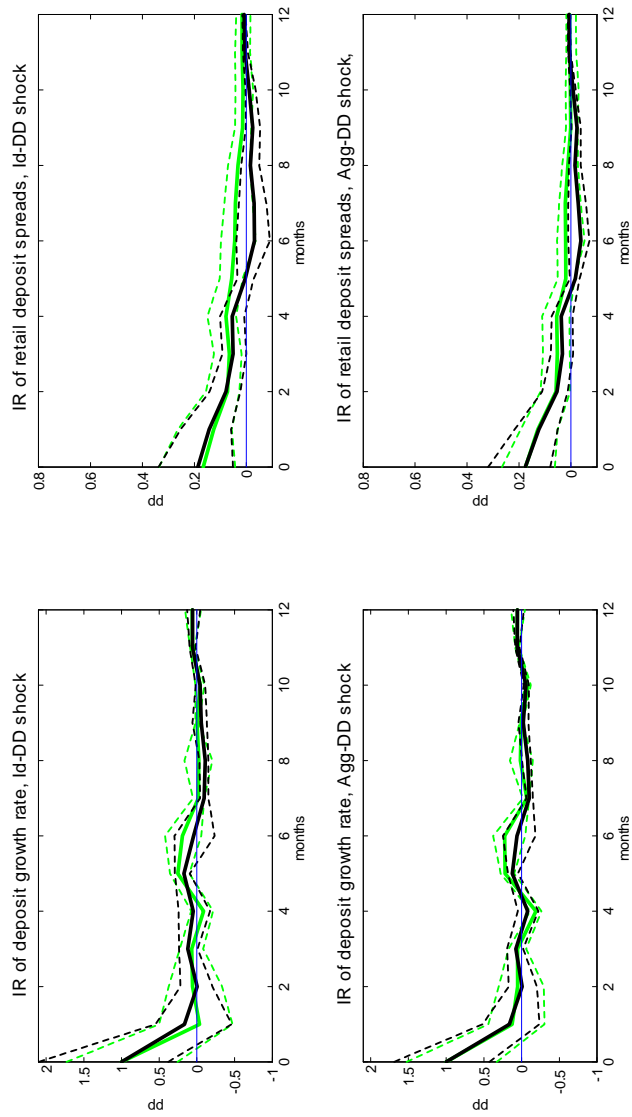 IR of deposit growth rate, Id-DD shock
2
1.5
1
0.5
0
-0.5
-1
pp
0 2 4 6 8 10 12
months
IR of retail deposit spreads, Id-DD shock
0.8
0.6
0.4
0.2
0
pp
0 2 4 6 8 10 12
months
IR of deposit growth rate, Agg-DD shock
2
1.5
1
0.5
0
-0.5
-1
pp
0 2 4 6 8 10 12
months
IR of retail deposit spreads, Agg-DD shock,
0.8
0.6
0.4
0.2
0
pp
0 2 4 6 8 10 12
months